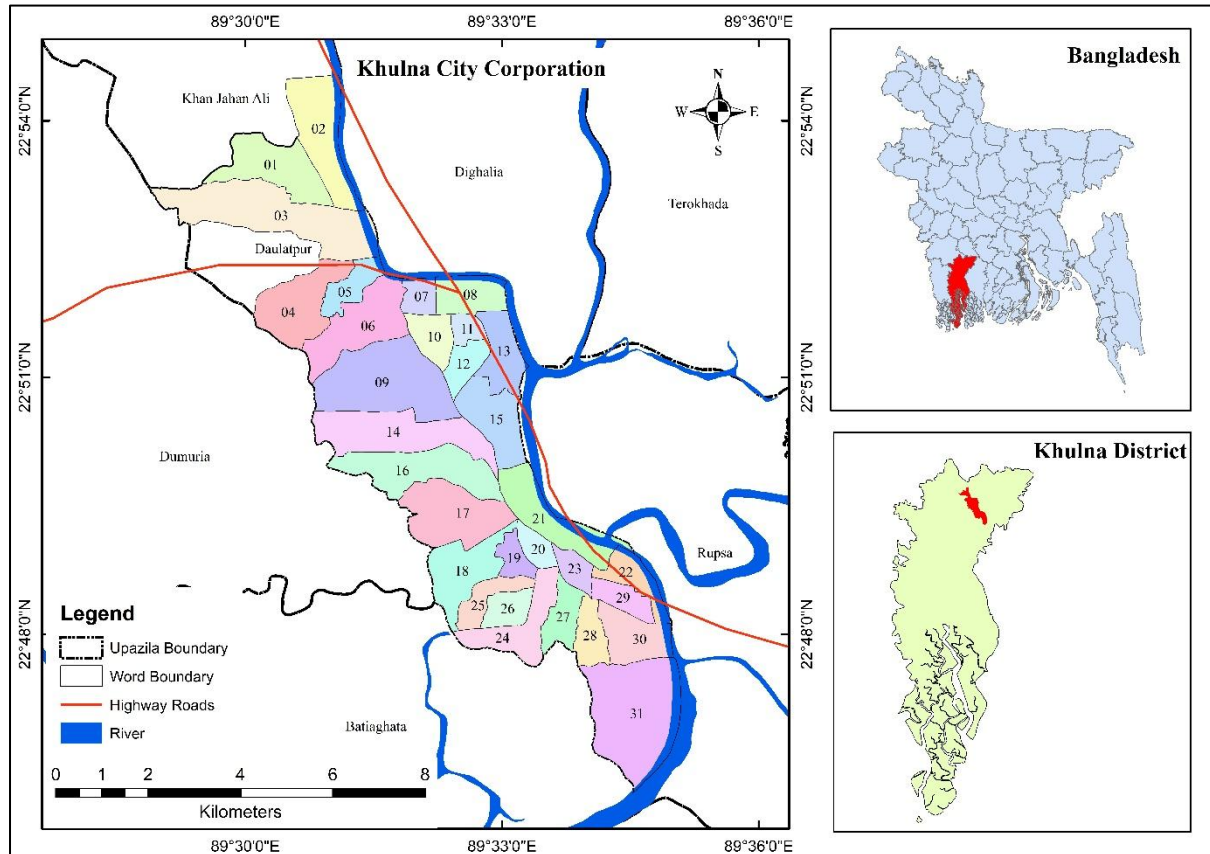 89°30'0"E
89°33'0"E
89°36'0"E
Khulna City Corporation
N
W
E
S
22°54'0"N
22°54'0"N
Khan Jahan Ali
02
01
Dighalia
Terokhada
03
Daulatpur
05
07
08
04
06
10
11
13
12
22°51'0"N
22°51'0"N
09
15
14
Dumuria
16
17
21
Rupsa
20
19
18
23
22
29
25
26
27
28
30
24
22°48'0"N
22°48'0"N
31
Batiaghata
Legend
Upazila Boundary
Word Boundary
Highway Roads
River
0 1 2 4 6 8
Kilometers
89°30'0"E
89°33'0"E
89°36'0"E
Bangladesh
Khulna District